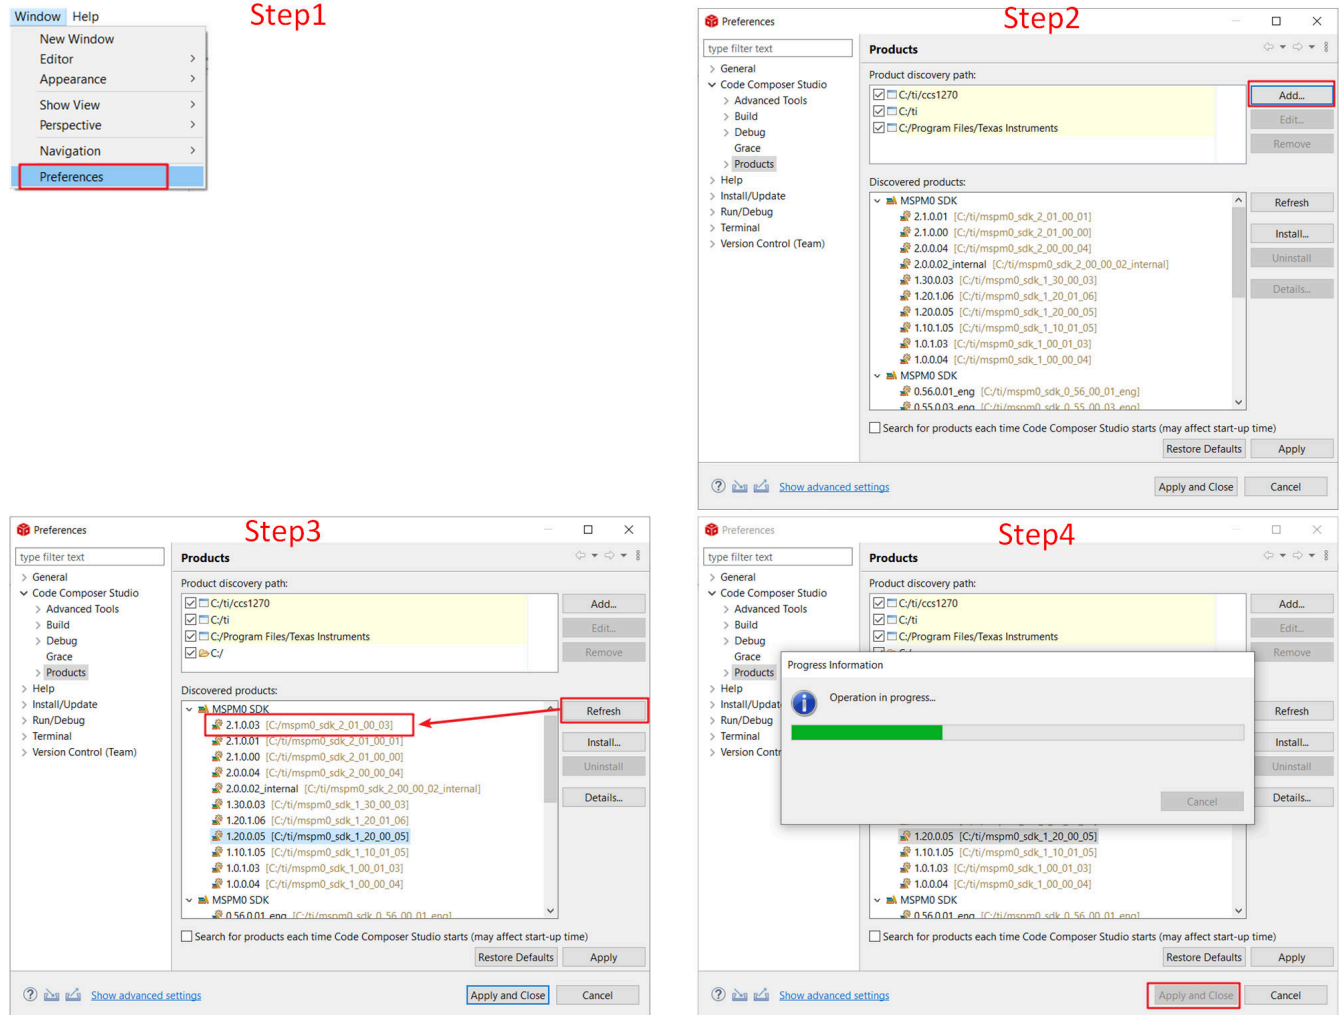 Step1
Window Help
New Window
Editor
Appearance
Show View
Perspective
Navigation
Preferences
Step2
Preferences
type filter text
Products
General
Code Composer Studio
Advanced Tools
Build
Debug
Grace
Products
Help
Install/Update
Run/Debug
Terminal
Version Control (Team)
Product discovery path:
C:/ti/ccs1270
C:/ti
C:/Program Files/Texas Instruments
Add...
Edit...
Remove
Discovered products:
MSPM0 SDK
2.1.0.01 [C:/ti/mspm0_sdk_2_01_00_01]
2.1.0.00 [C:/ti/mspm0_sdk_2_01_00_00]
2.0.0.04 [C:/ti/mspm0_sdk_2_00_00_04]
2.0.0.02_internal [C:/ti/mspm0_sdk_2_00_00_02_internal]
1.30.0.03 [C:/ti/mspm0_sdk_1_30_00_03]
1.20.1.06 [C:/ti/mspm0_sdk_1_20_01_06]
1.20.0.05 [C:/ti/mspm0_sdk_1_20_00_05]
1.10.1.05 [C:/ti/mspm0_sdk_1_10_01_05]
1.0.1.03 [C:/ti/mspm0_sdk_1_00_01_03]
1.0.0.04 [C:/ti/mspm0_sdk_1_00_00_04]
MSPM0 SDK
0.56.0.01_eng [C:/ti/mspm0_sdk_0_56_00_01_eng]
0.55.0.03_eng [C:/ti/mspm0_sdk_0_55_00_03_eng]
Refresh
Install...
Uninstall
Details...
Search for products each time Code Composer Studio starts (may affect start-up time)
Restore Defaults Apply
Show advanced settings
Apply and Close Cancel
Step3
Preferences
type filter text
Products
General
Code Composer Studio
Advanced Tools
Build
Debug
Grace
Products
Help
Install/Update
Run/Debug
Terminal
Version Control (Team)
Product discovery path:
C:/ti/ccs1270
C:/ti
C:/Program Files/Texas Instruments
C:/
Add...
Edit...
Remove
Discovered products:
MSPM0 SDK
2.1.0.03 [C:/mspm0_sdk_2_01_00_03]
2.1.0.01 [C:/ti/mspm0_sdk_2_01_00_01]
2.1.0.00 [C:/ti/mspm0_sdk_2_01_00_00]
2.0.0.04 [C:/ti/mspm0_sdk_2_00_00_04]
2.0.0.02_internal [C:/ti/mspm0_sdk_2_00_00_02_internal]
1.30.0.03 [C:/ti/mspm0_sdk_1_30_00_03]
1.20.1.06 [C:/ti/mspm0_sdk_1_20_01_06]
1.20.0.05 [C:/ti/mspm0_sdk_1_20_00_05]
1.10.1.05 [C:/ti/mspm0_sdk_1_10_01_05]
1.0.1.03 [C:/ti/mspm0_sdk_1_00_01_03]
1.0.0.04 [C:/ti/mspm0_sdk_1_00_00_04]
MSPM0 SDK
0.56.0.01_eng [C:/ti/mspm0_sdk_0_56_00_01_eng]
Refresh
Install...
Uninstall
Details...
Search for products each time Code Composer Studio starts (may affect start-up time)
Restore Defaults Apply
Show advanced settings
Apply and Close Cancel
Step4
Preferences
type filter text
Products
General
Code Composer Studio
Advanced Tools
Build
Debug
Grace
Products
Help
Install/Updat
Run/Debug
Terminal
Version Contr
Product discovery path:
C:/ti/ccs1270
C:/ti
C:/Program Files/Texas Instruments
Add...
Edit...
Remove
Progress Information
Operation in progress...
Cancel
Refresh
Install...
Uninstall
Details...
1.20.0.05 [C:/ti/mspm0_sdk_1_20_00_05]
1.10.1.05 [C:/ti/mspm0_sdk_1_10_01_05]
1.0.1.03 [C:/ti/mspm0_sdk_1_00_01_03]
1.0.0.04 [C:/ti/mspm0_sdk_1_00_00_04]
MSPM0 SDK
0.56.0.01_eng [C:/ti/mspm0_sdk_0_56_00_01_eng]
Search for products each time Code Composer Studio starts (may affect start-up time)
Restore Defaults Apply
Show advanced settings
Apply and Close Cancel